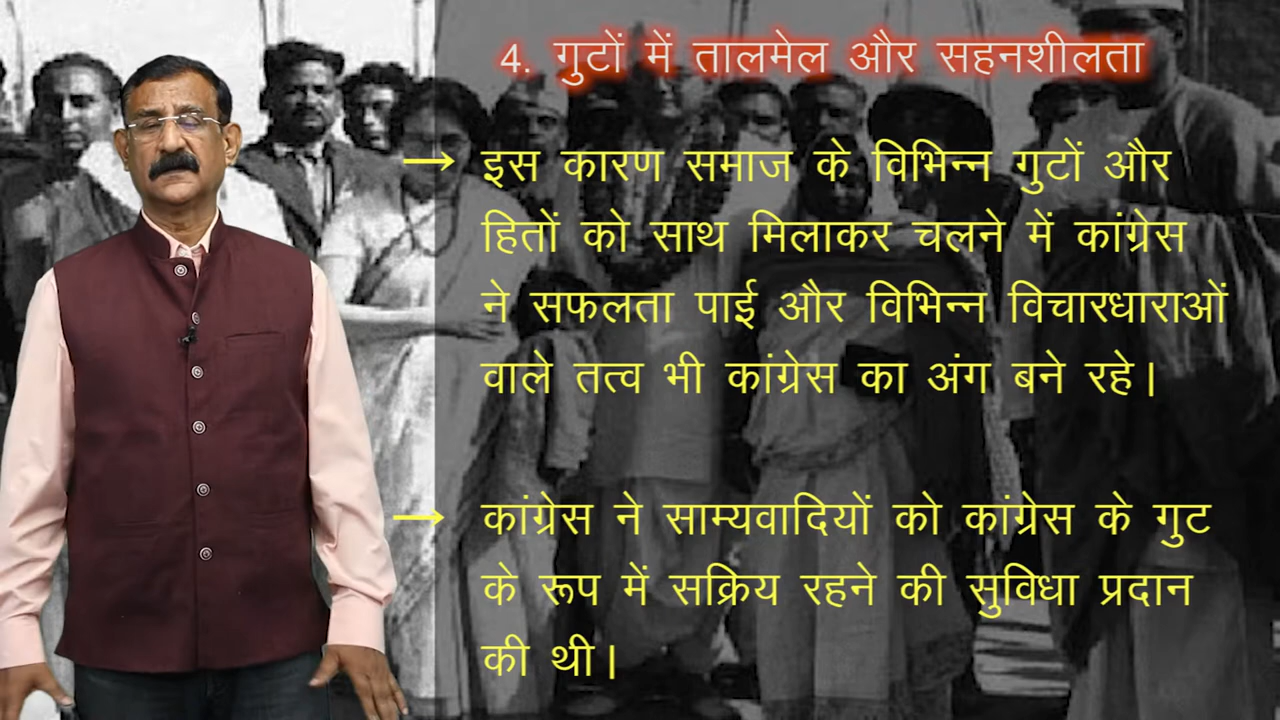 4. गुटों में तालमेल और सहनशीलता
→ इस कारण समाज के विभिन्न गुटों और
हितों को साथ मिलाकर चलने में कांग्रेस
ने सफलता पाई और विभिन्न विचारधाराओं
वाले तत्व भी कांग्रेस का अंग बने रहे।
→ कांग्रेस ने साम्यवादियों को कांग्रेस के गुट
के रूप में सक्रिय रहने की सुविधा प्रदान
की थी।